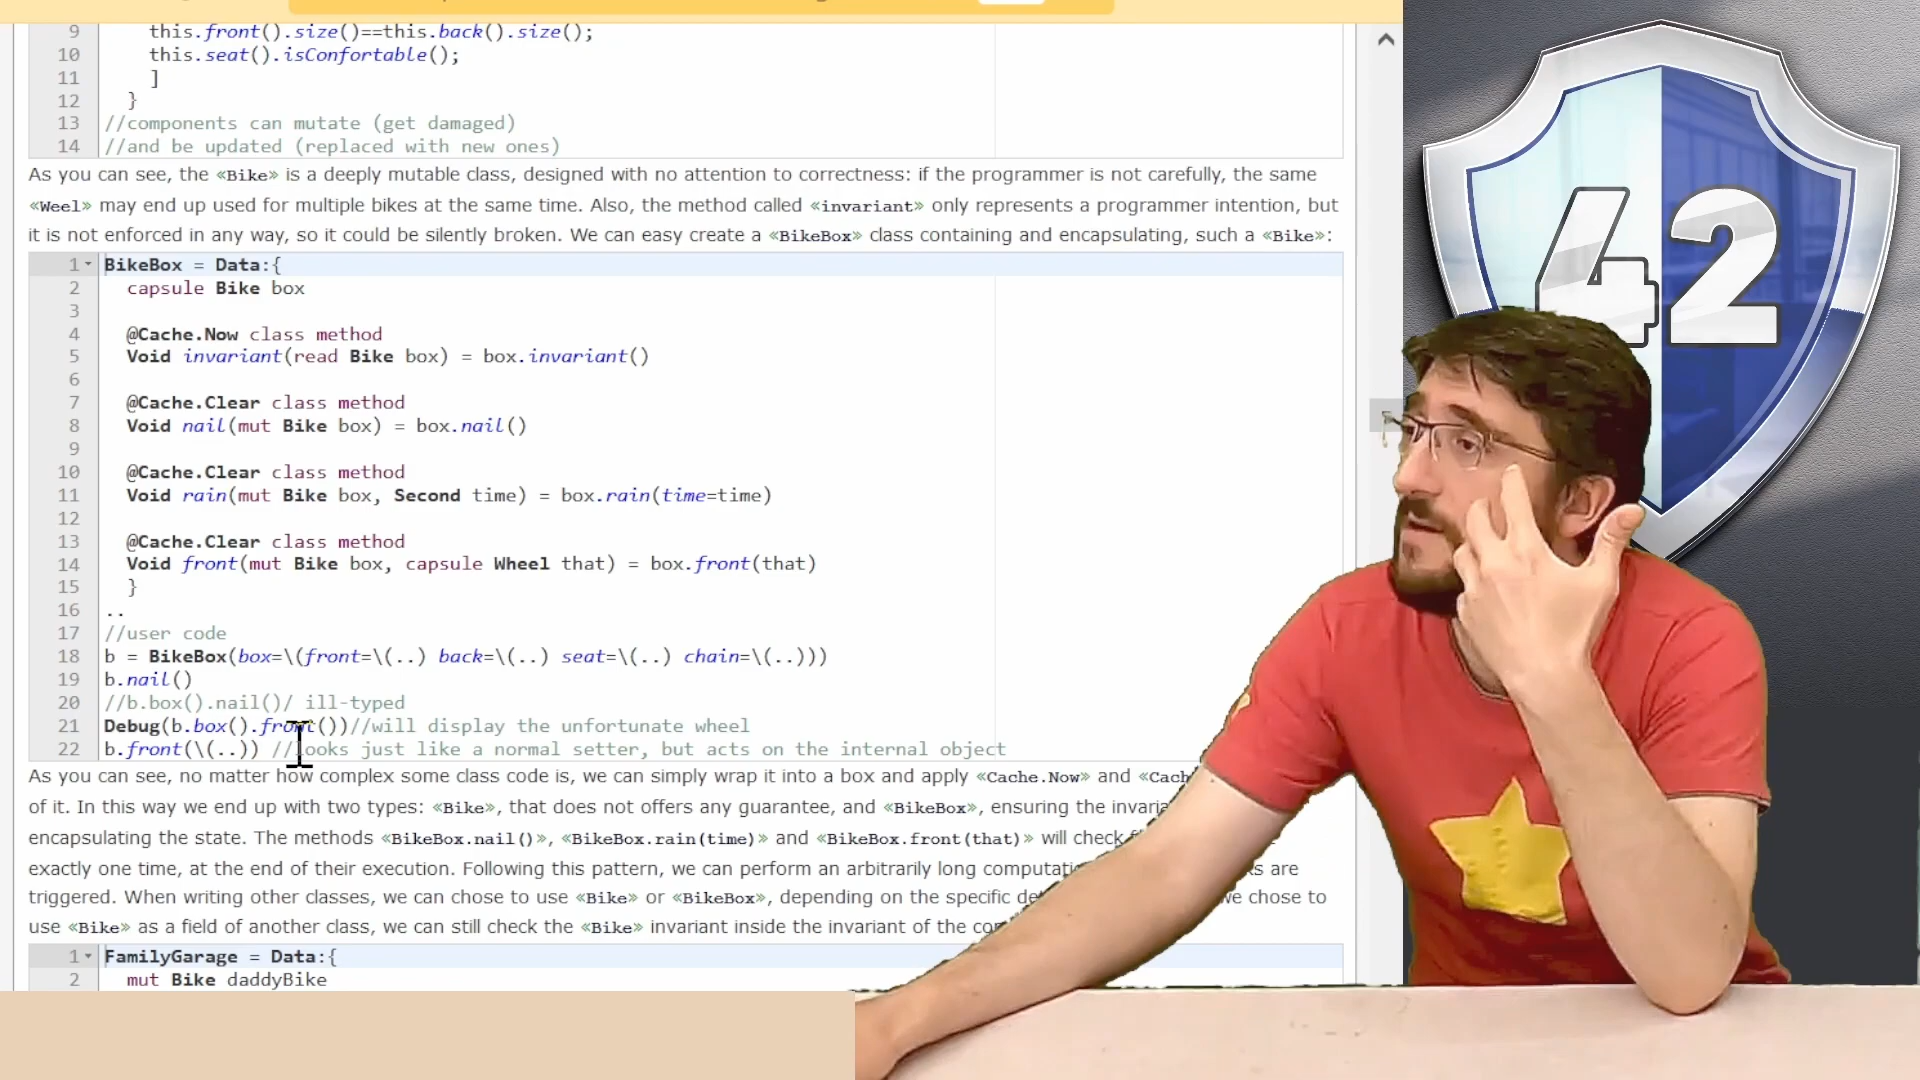 9 this.front().size()==this.back().size();
10 this.seat().isConfortable();
11 ]
12 }
13 //components can mutate (get damaged)
14 //and be updated (replaced with new ones)
As you can see, the «Bike» is a deeply mutable class, designed with no attention to correctness: if the programmer is not carefully, the same
«Weel» may end up used for multiple bikes at the same time. Also, the method called «invariant» only represents a programmer intention, but
it is not enforced in any way, so it could be silently broken. We can easy create a «BikeBox» class containing and encapsulating, such a «Bike»:
1 BikeBox = Data:{
2 capsule Bike box
3
4 @Cache.Now class method
5 Void invariant(read Bike box) = box.invariant()
6
7 @Cache.Clear class method
8 Void nail(mut Bike box) = box.nail()
9
10 @Cache.Clear class method
11 Void rain(mut Bike box, Second time) = box.rain(time=time)
12
13 @Cache.Clear class method
14 Void front(mut Bike box, capsule Wheel that) = box.front(that)
15 }
16 ..
17 //user code
18 b = BikeBox(box=\(front=\(..) back=\(..) seat=\(..) chain=\(..)))
19 b.nail()
20 //b.box().nail()/ ill-typed
21 Debug(b.box().front())//will display the unfortunate wheel
22 b.front(\(..)) //looks just like a normal setter, but acts on the internal object
As you can see, no matter how complex some class code is, we can simply wrap it into a box and apply «Cache.Now» and «Cach
of it. In this way we end up with two types: «Bike», that does not offers any guarantee, and «BikeBox», ensuring the invaria
encapsulating the state. The methods «BikeBox.nail()», «BikeBox.rain(time)» and «BikeBox.front(that)» will check
exactly one time, at the end of their execution. Following this pattern, we can perform an arbitrarily long computati are
triggered. When writing other classes, we can chose to use «Bike» or «BikeBox», depending on the specific de we chose to
use «Bike» as a field of another class, we can still check the «Bike» invariant inside the invariant of the co
1 FamilyGarage = Data:{
2 mut Bike daddyBike
42